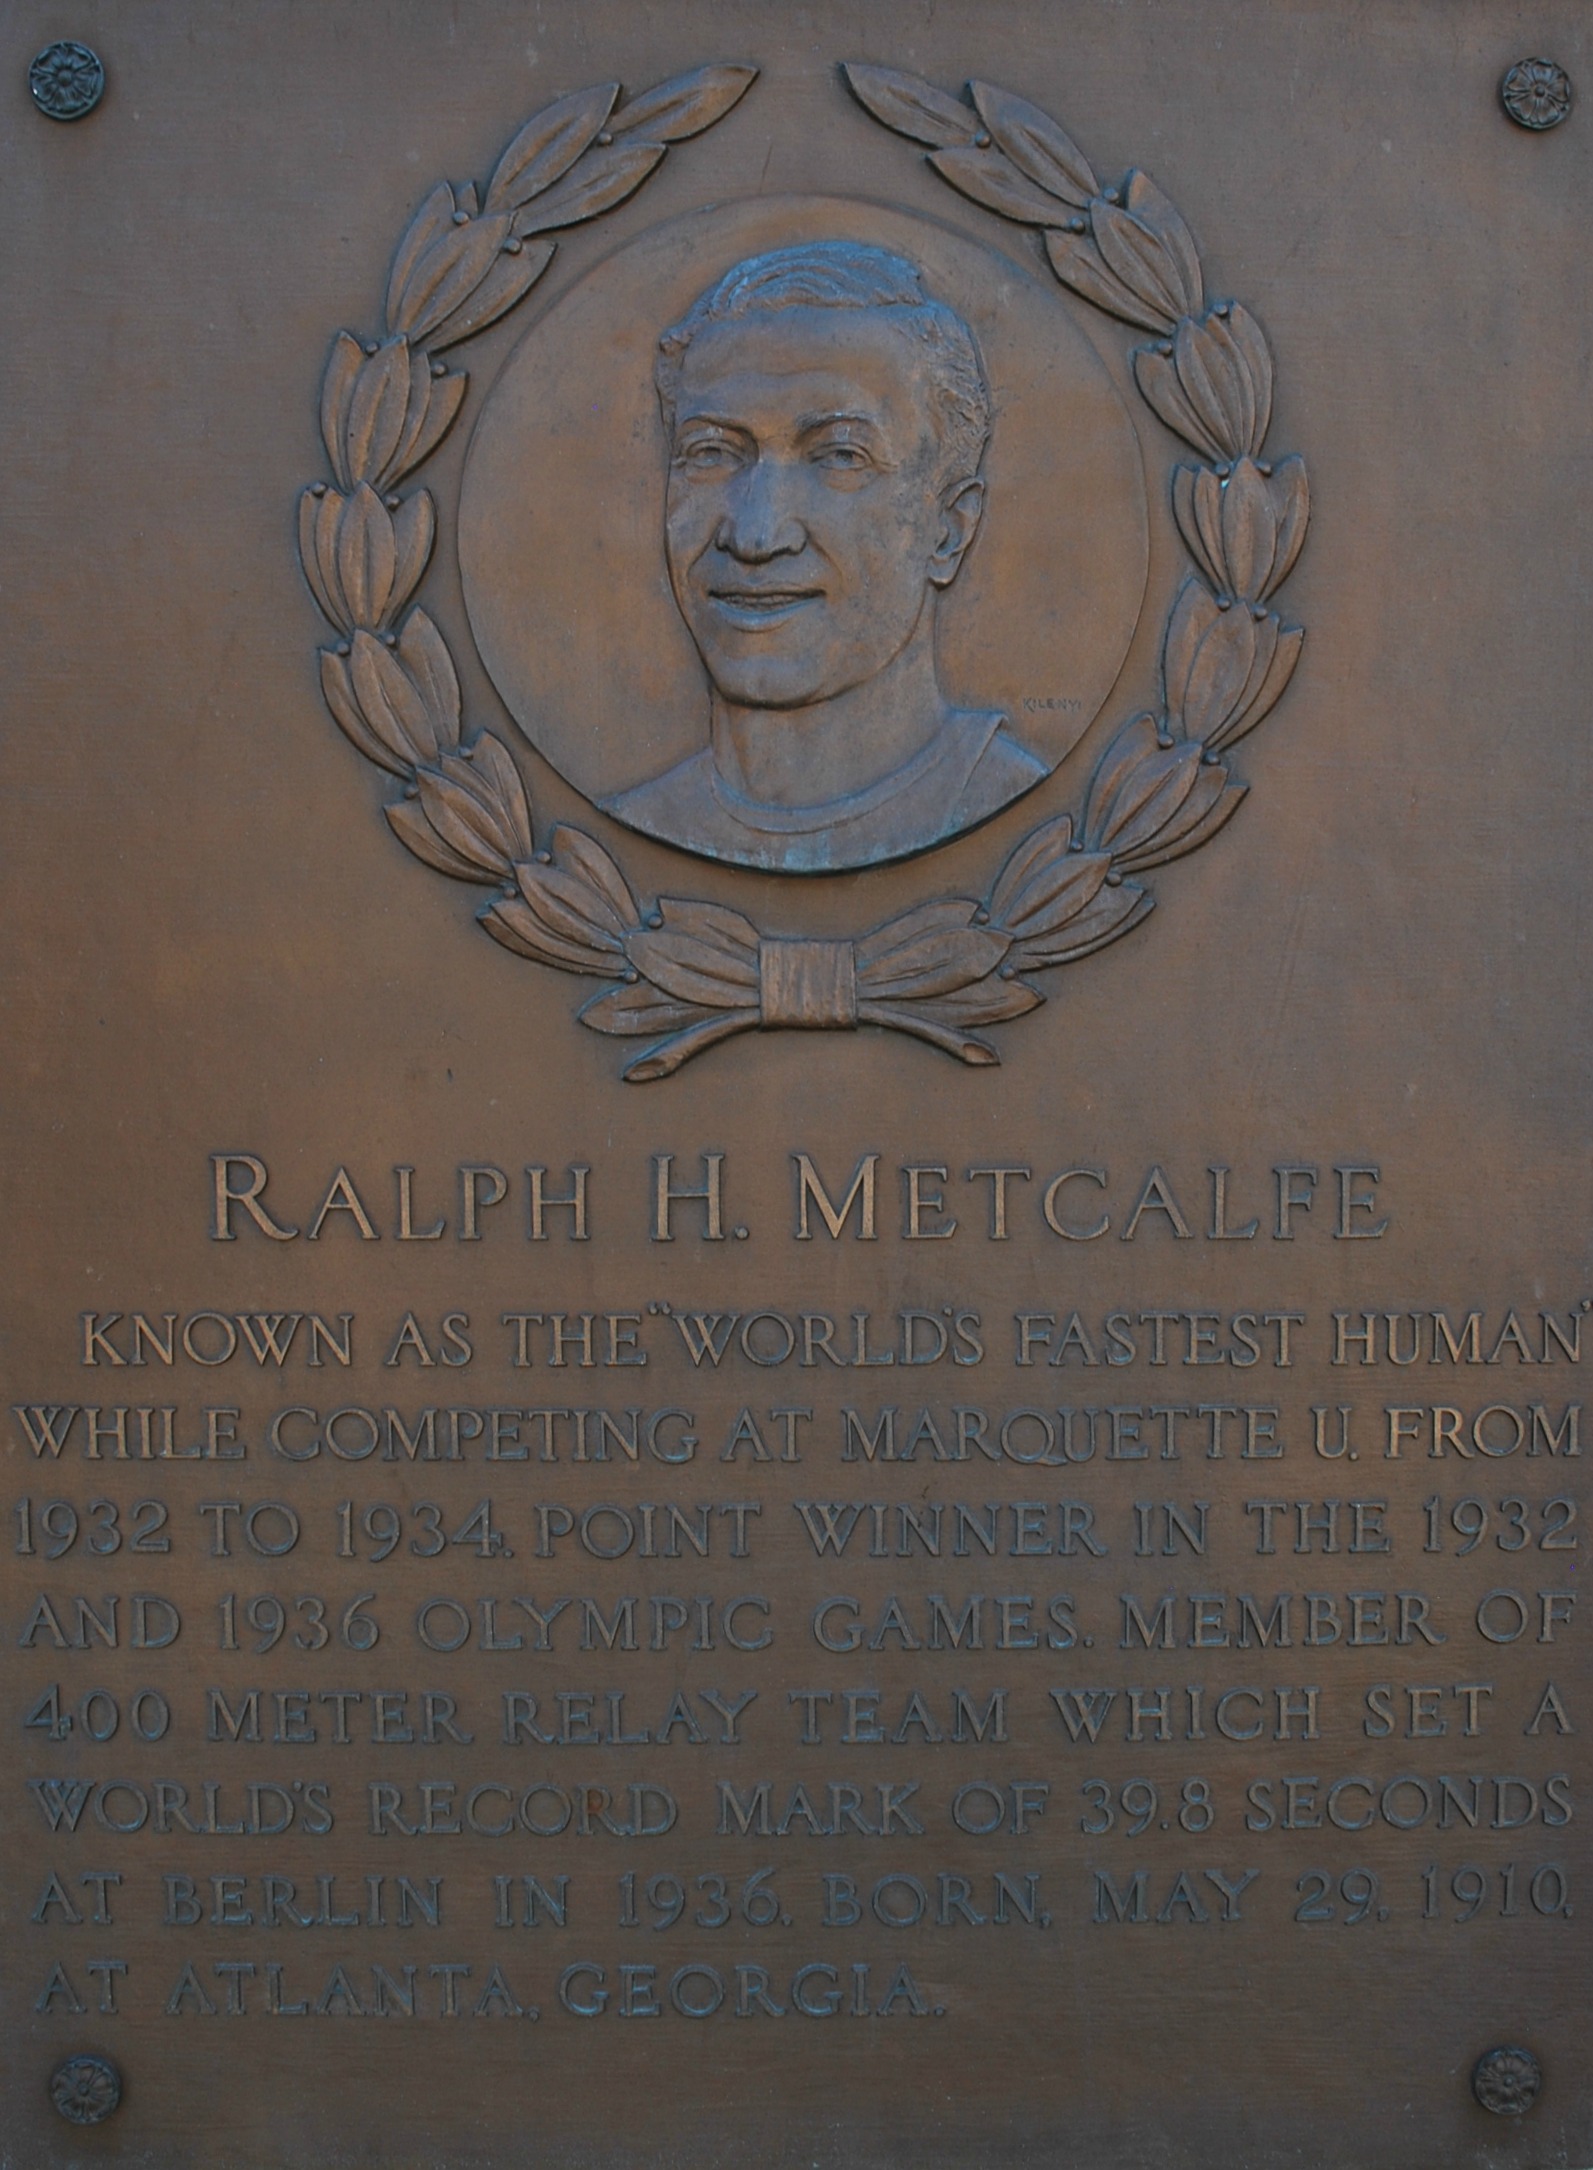 KILENYI
RALPH H. METCALFE
KNOWN AS THE "WORLD'S FASTEST HUMAN"
WHILE COMPETING AT MARQUETTE U. FROM
1932 TO 1934. POINT WINNER IN THE 1932
AND 1936 OLYMPIC GAMES. MEMBER OF
400 METER RELAY TEAM WHICH SET A
WORLD'S RECORD MARK OF 39.8 SECONDS
AT BERLIN IN 1936. BORN, MAY 29, 1910,
AT ATLANTA, GEORGIA.